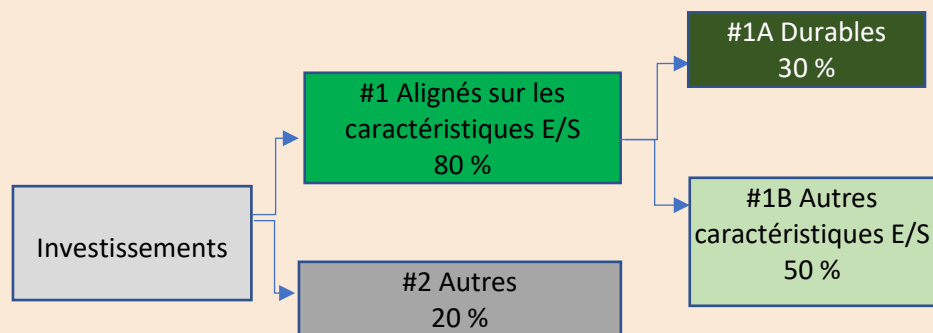 Investissements
#1 Alignés sur les
caractéristiques E/S
80 %
#2 Autres
20 %
#1A Durables
30 %
#1B Autres
caractéristiques E/S
50 %